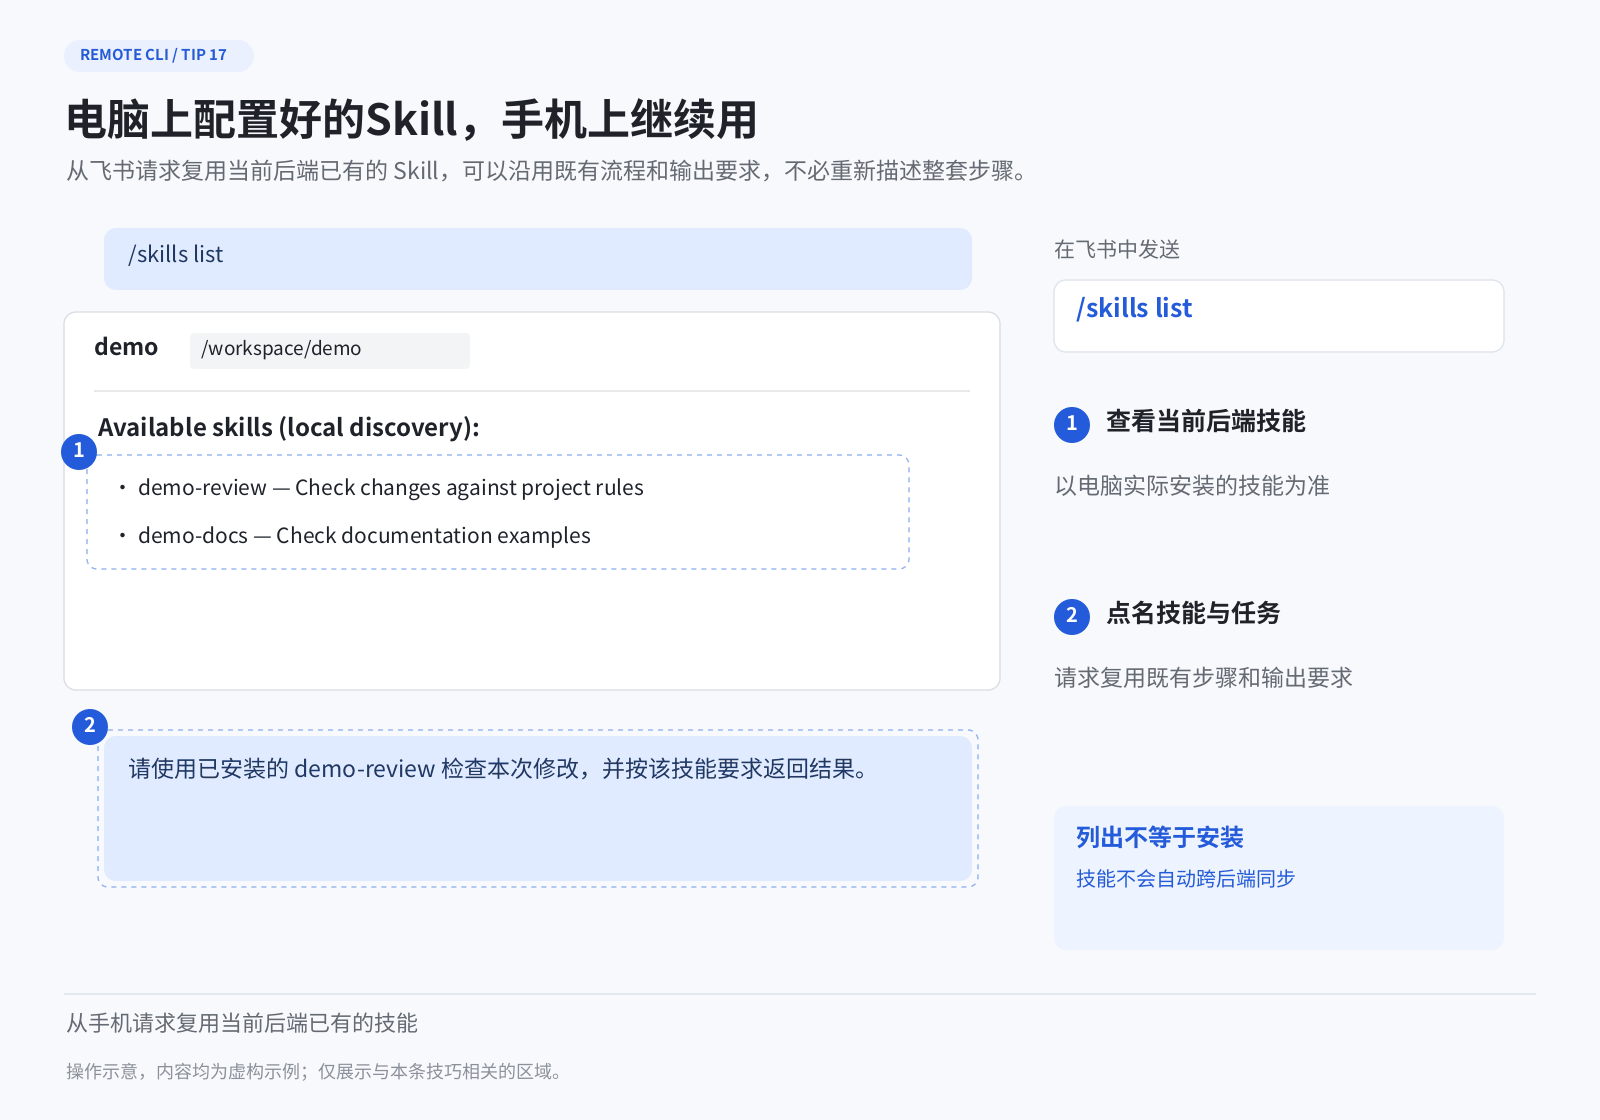 REMOTE CLI / TIP 17
电脑上配置好的Skill，手机上继续用
从飞书请求复用当前后端已有的 Skill，可以沿用既有流程和输出要求，不必重新描述整套步骤。
/skills list
demo /workspace/demo
Available skills (local discovery):
1
• demo-review — Check changes against project rules
• demo-docs — Check documentation examples
2
请使用已安装的 demo-review 检查本次修改，并按该技能要求返回结果。
在飞书中发送
/skills list
1 查看当前后端技能
以电脑实际安装的技能为准
2 点名技能与任务
请求复用既有步骤和输出要求
列出不等于安装
技能不会自动跨后端同步
从手机请求复用当前后端已有的技能
操作示意，内容均为虚构示例；仅展示与本条技巧相关的区域。